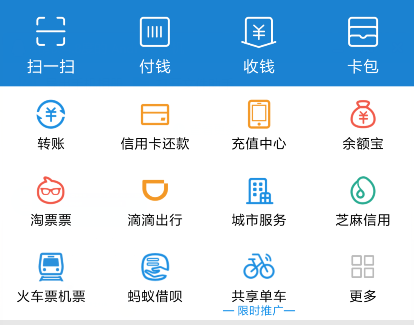 扫一扫 付钱 收钱 卡包
转账 信用卡还款 充值中心 余额宝
淘票票 滴滴出行 城市服务 芝麻信用
火车票机票 蚂蚁借呗 共享单车 更多
限时推广